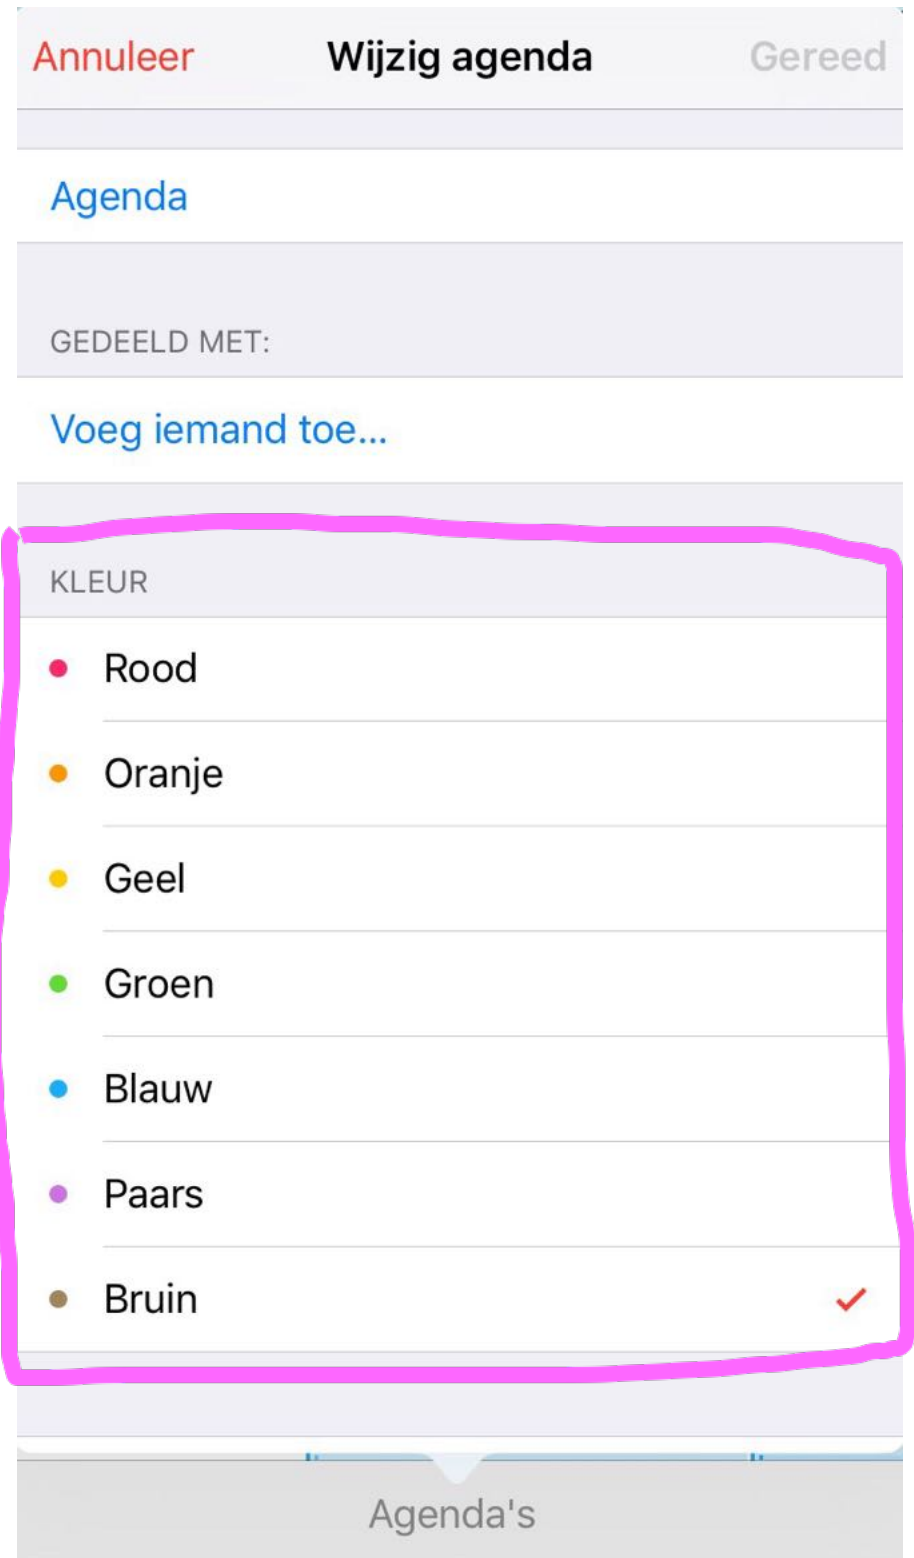 Annuleer Wijzig agenda Gereed
Agenda
GEDEELD MET:
Voeg iemand toe...
KLEUR
Rood
Oranje
Geel
Groen
Blauw
Paars
Bruin
Agenda's